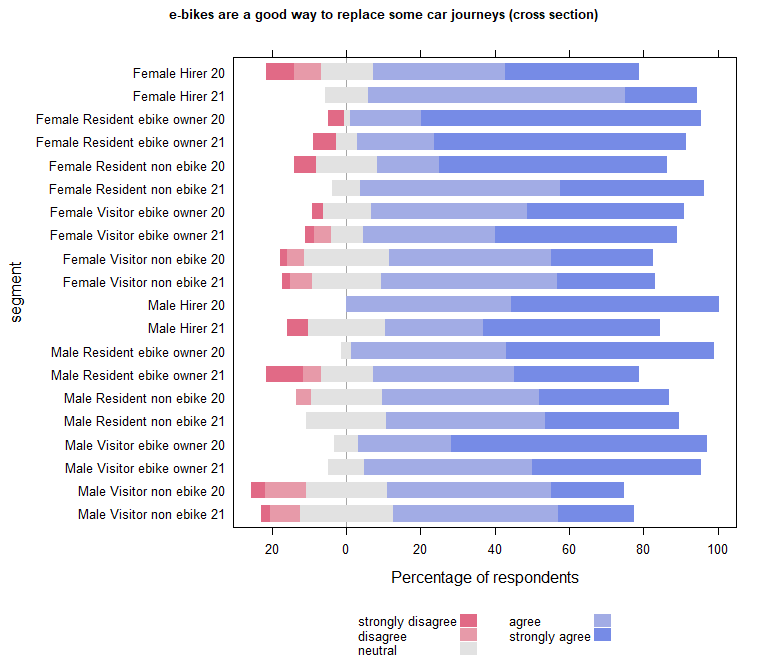 e-bikes are a good way to replace some car journeys (cross section)
Female Hirer 20
Female Hirer 21
Female Resident ebike owner 20
Female Resident ebike owner 21
Female Resident non ebike 20
Female Resident non ebike 21
Female Visitor ebike owner 20
Female Visitor ebike owner 21
Female Visitor non ebike 20
Female Visitor non ebike 21
Male Hirer 20
Male Hirer 21
Male Resident ebike owner 20
Male Resident ebike owner 21
Male Resident non ebike 20
Male Resident non ebike 21
Male Visitor ebike owner 20
Male Visitor ebike owner 21
Male Visitor non ebike 20
Male Visitor non ebike 21
segment
20 0 20 40 60 80 100
Percentage of respondents
strongly disagree agree
disagree strongly agree
neutral